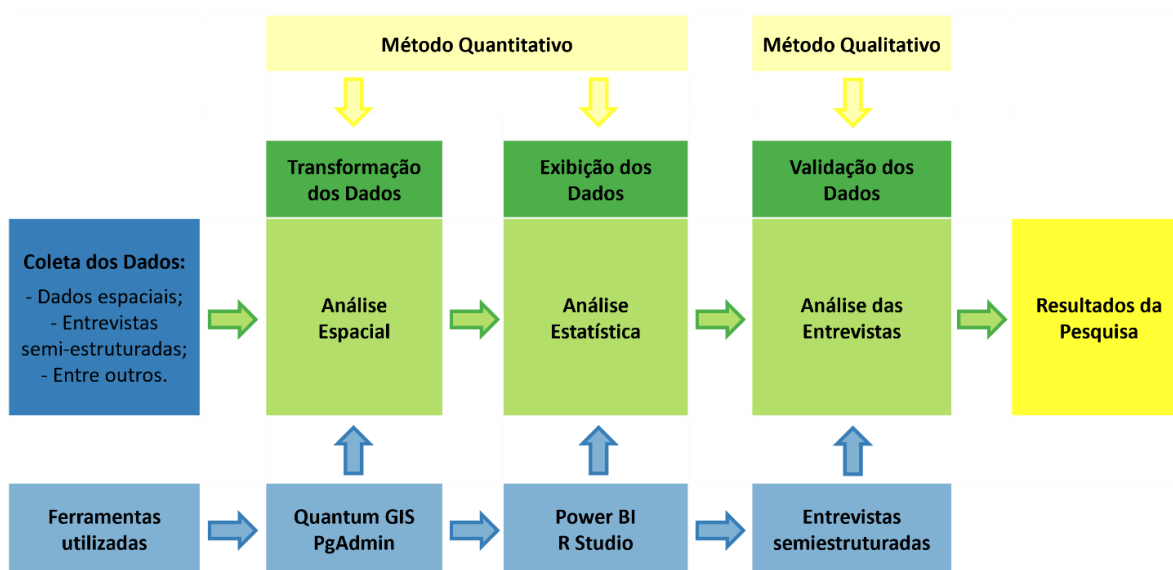 Método Quantitativo
Método Qualitativo
Transformação
dos Dados
Exibição dos
Dados
Validação dos
Dados
Coleta dos Dados:
- Dados espaciais;
- Entrevistas
semi-estruturadas;
- Entre outros.
Análise
Espacial
Análise
Estatística
Análise das
Entrevistas
Resultados da
Pesquisa
Ferramentas
utilizadas
Quantum GIS
PgAdmin
Power BI
R Studio
Entrevistas
semiestruturadas